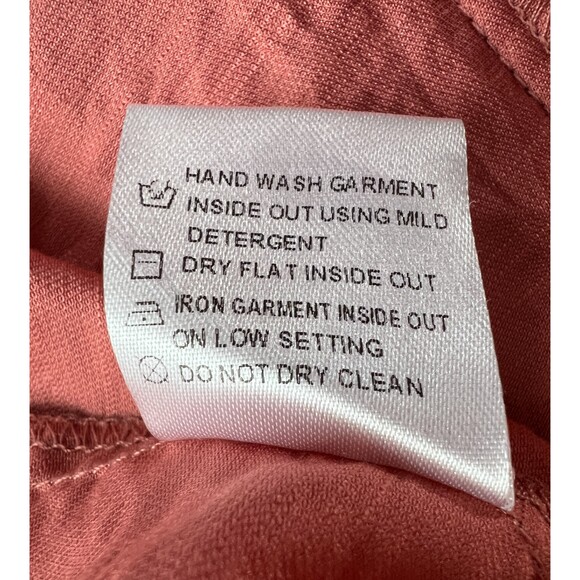 HAND WASH GARMENT
INSIDE OUT USING MILD
DETERGENT
DRY FLAT INSIDE OUT
IRON GARMENT INSIDE OUT
ON LOW SETTING
DO NOT DRY CLEAN